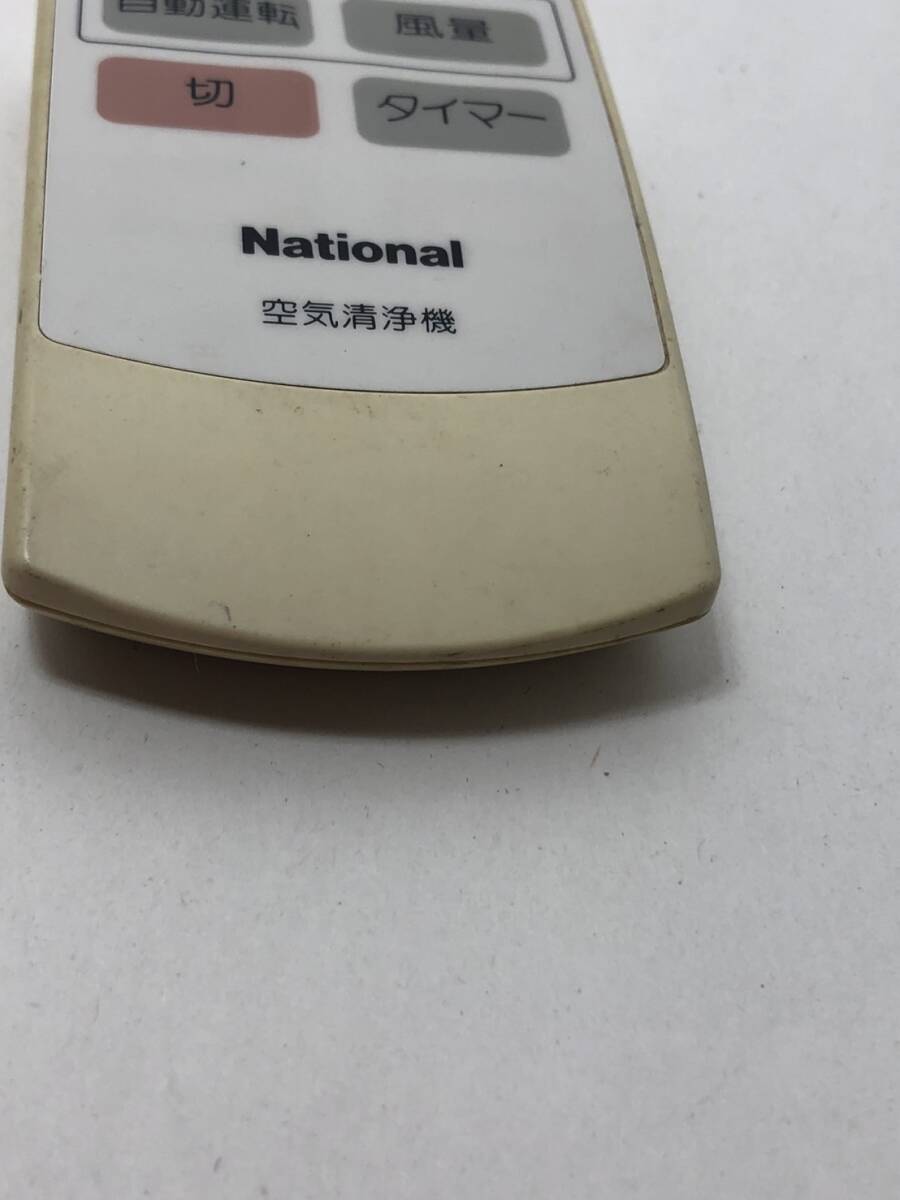 自動運転 風量
切 タイマー
National
空気清浄機